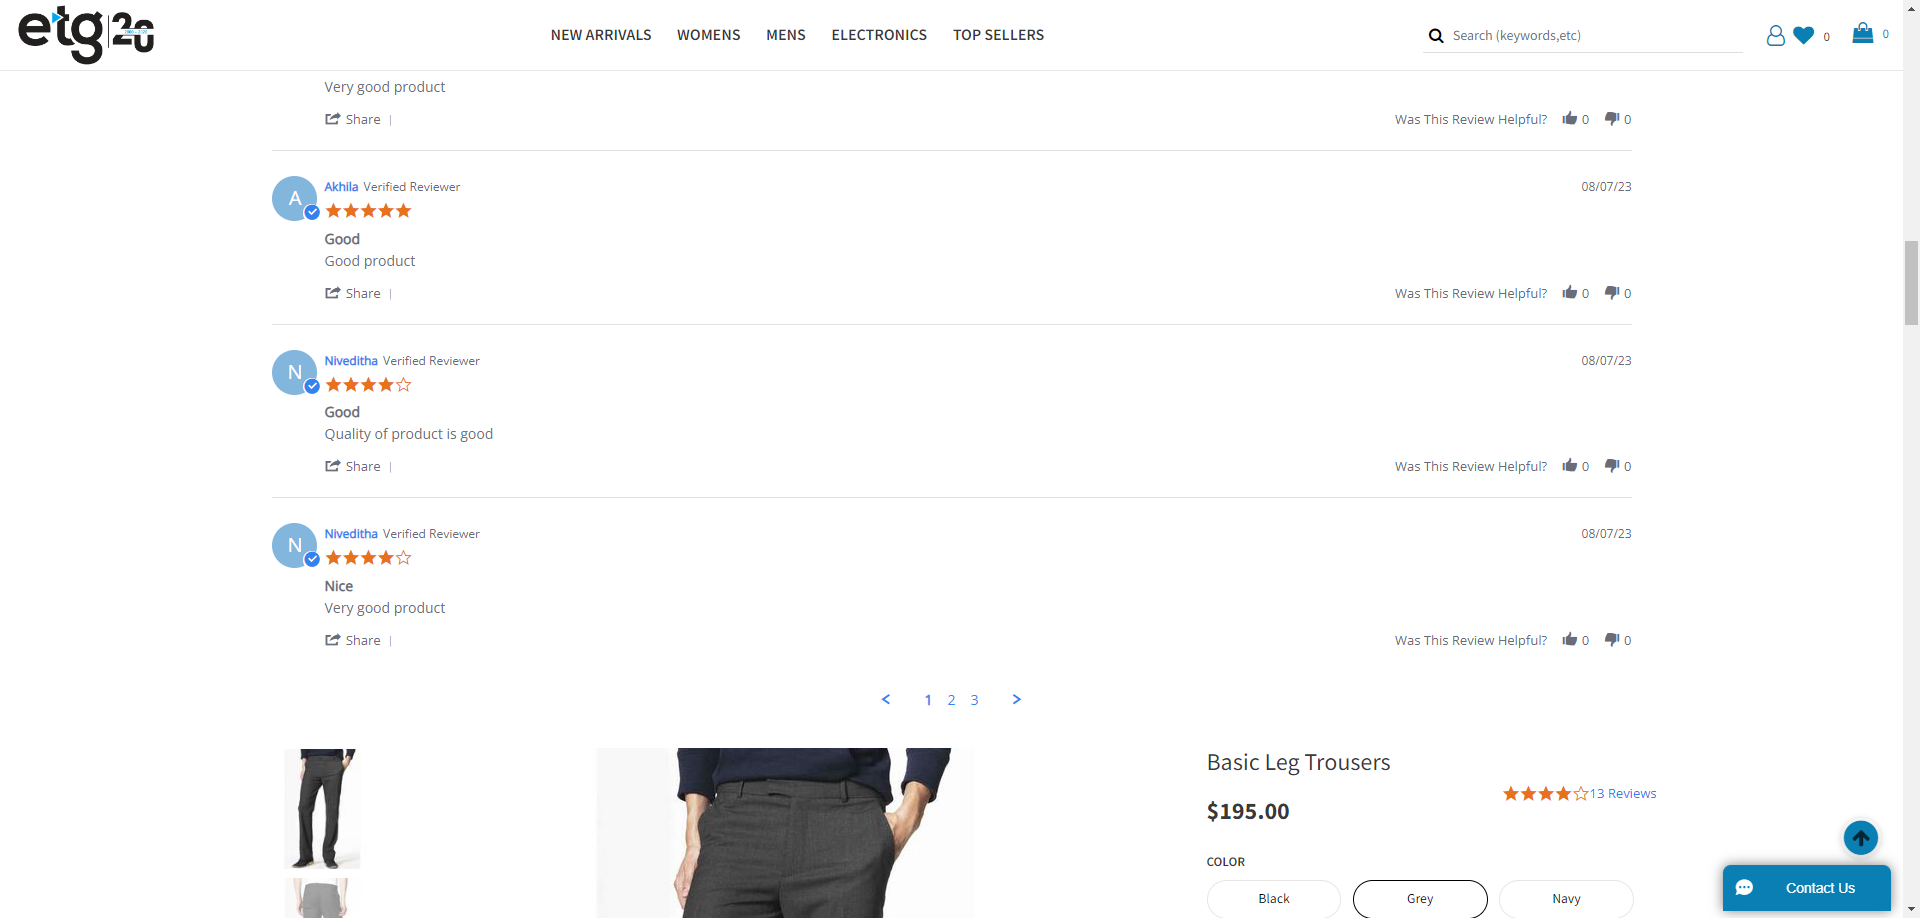 etg 20
NEW ARRIVALS WOMENS MENS ELECTRONICS TOP SELLERS
Search (keywords,etc)
0
0
Very good product
Share |
Was This Review Helpful? 0 0
A
Akhila Verified Reviewer
08/07/23
Good
Good product
Share |
Was This Review Helpful? 0 0
N
Niveditha Verified Reviewer
08/07/23
Good
Quality of product is good
Share |
Was This Review Helpful? 0 0
N
Niveditha Verified Reviewer
08/07/23
Nice
Very good product
Share |
Was This Review Helpful? 0 0
< 1 2 3 >
Basic Leg Trousers
13 Reviews
$195.00
COLOR
Black Grey Navy
Contact Us